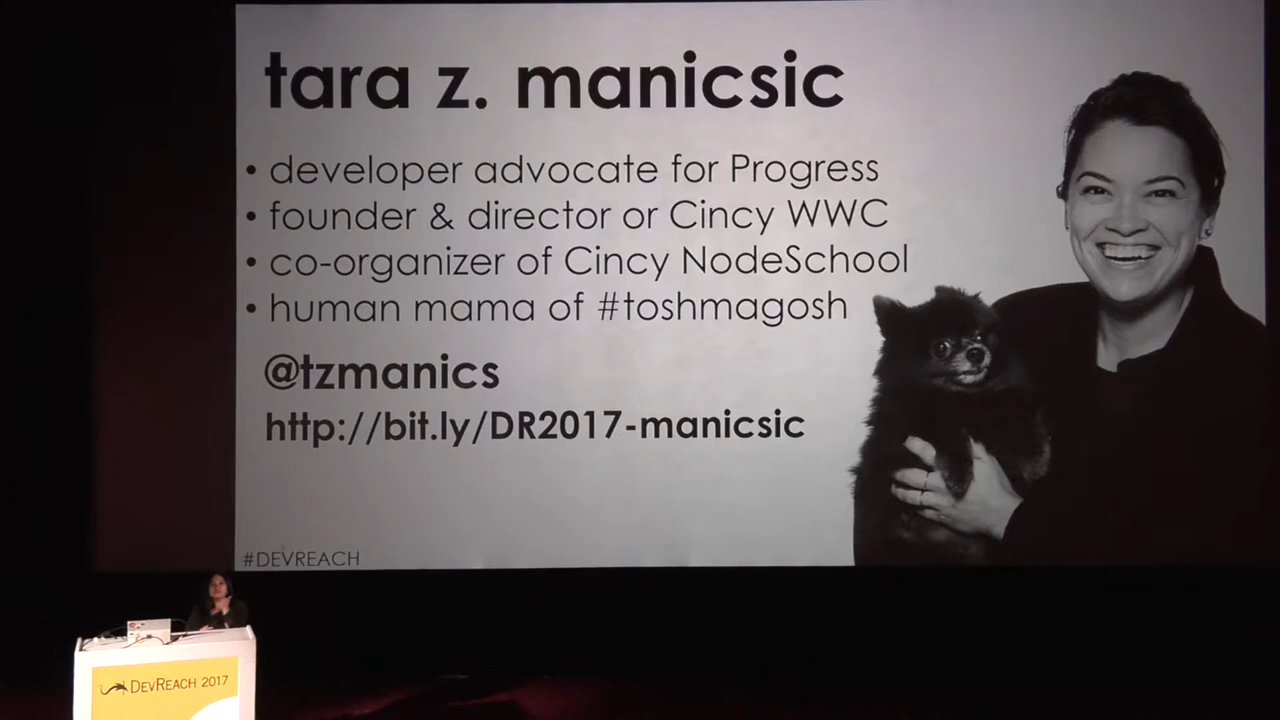 tara z. manicsic
• developer advocate for Progress
• founder & director or Cincy WWC
• co-organizer of Cincy NodeSchool
• human mama of #toshmagosh
@tzmanics
http://bit.ly/DR2017-manicsic
#DEVREACH
DEVREACH 2017